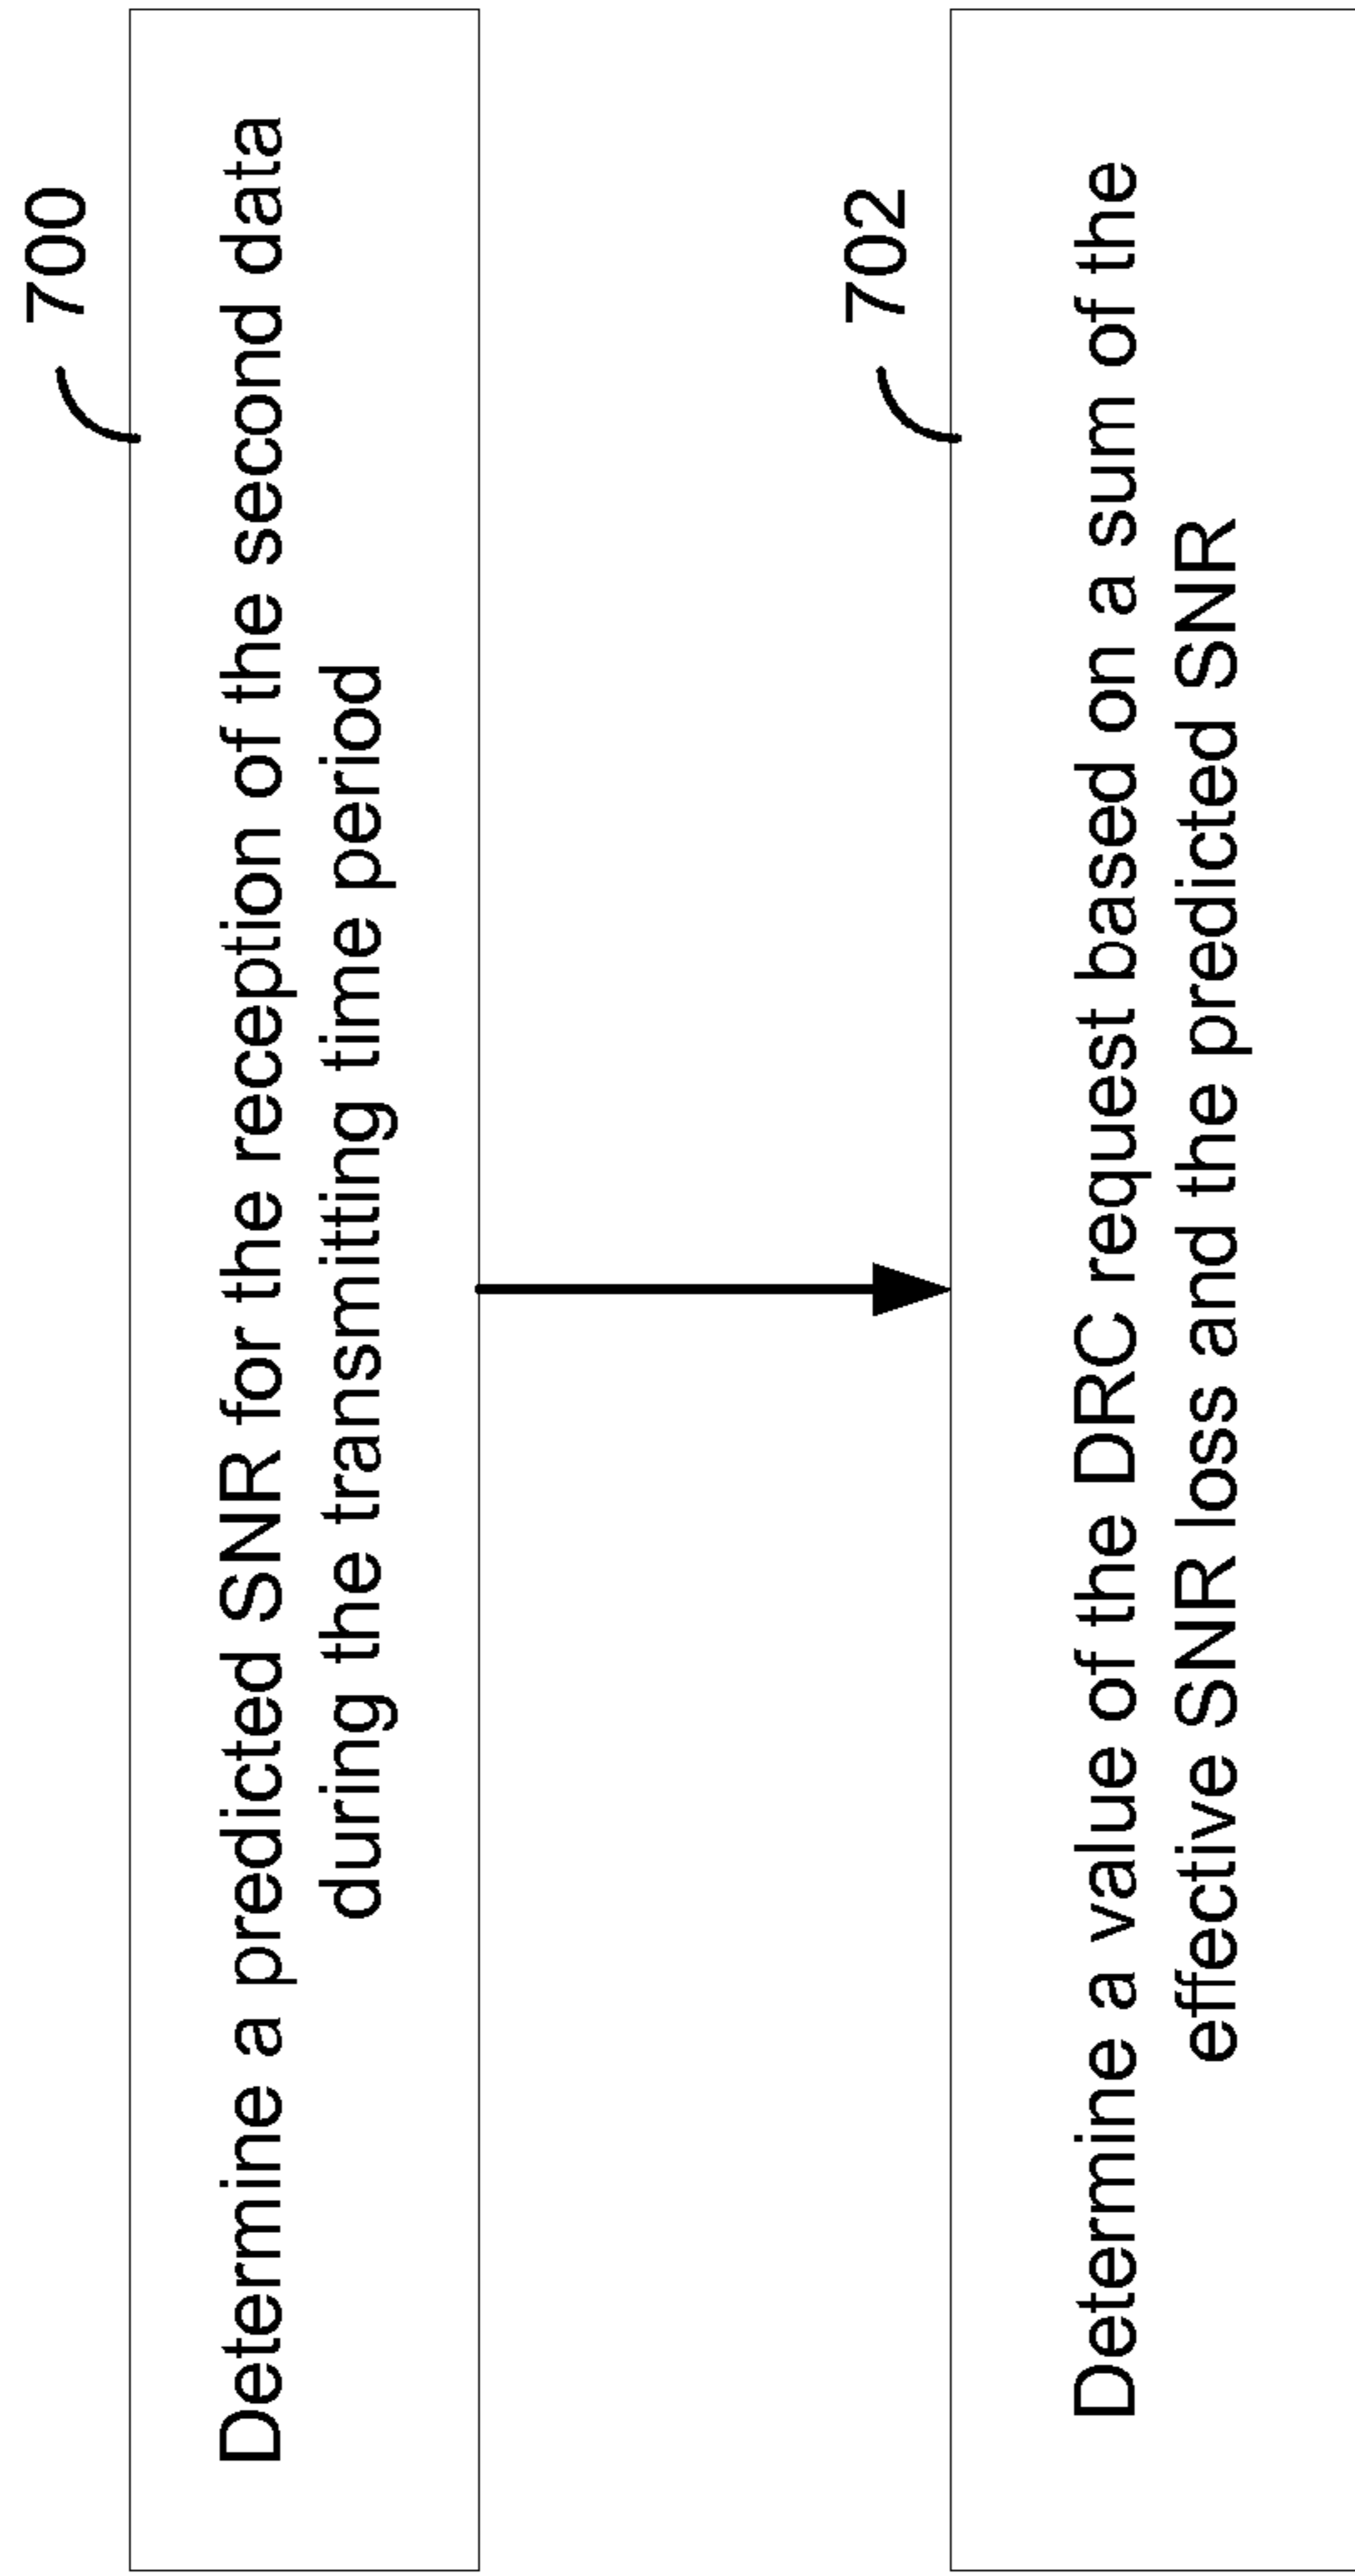 700
Determine a predicted SNR for the reception of the second data
during the transmitting time period
702
Determine a value of the DRC request based on a sum of the
effective SNR loss and the predicted SNR